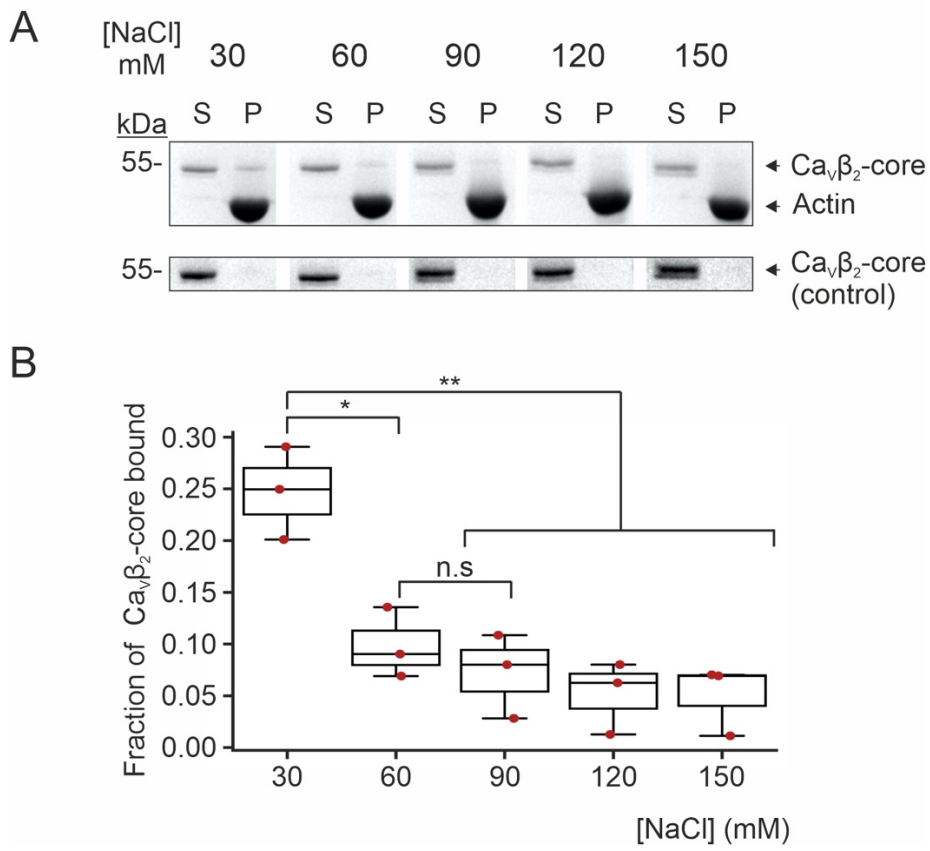 A
[NaCl]
mM
30 60 90 120 150
kDa
S P S P S P S P S P
55-
Caᵥβ₂-core
Actin
55-
Caᵥβ₂-core
(control)
B
**
*
n.s
Fraction of Caᵥβ₂-core bound
0.30
0.25
0.20
0.15
0.10
0.05
0.00
30 60 90 120 150
[NaCl] (mM)